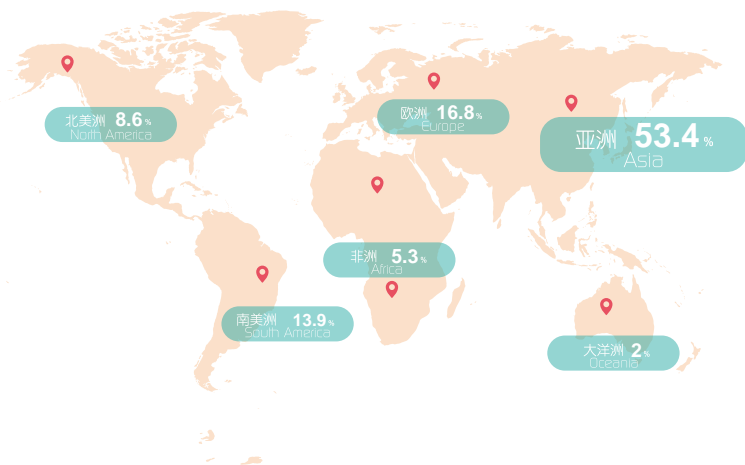 北美洲 8.6%
North America
欧洲 16.8%
Europe
亚洲 53.4%
Asia
非洲 5.3%
Africa
南美洲 13.9%
South America
大洋洲 2%
Oceania